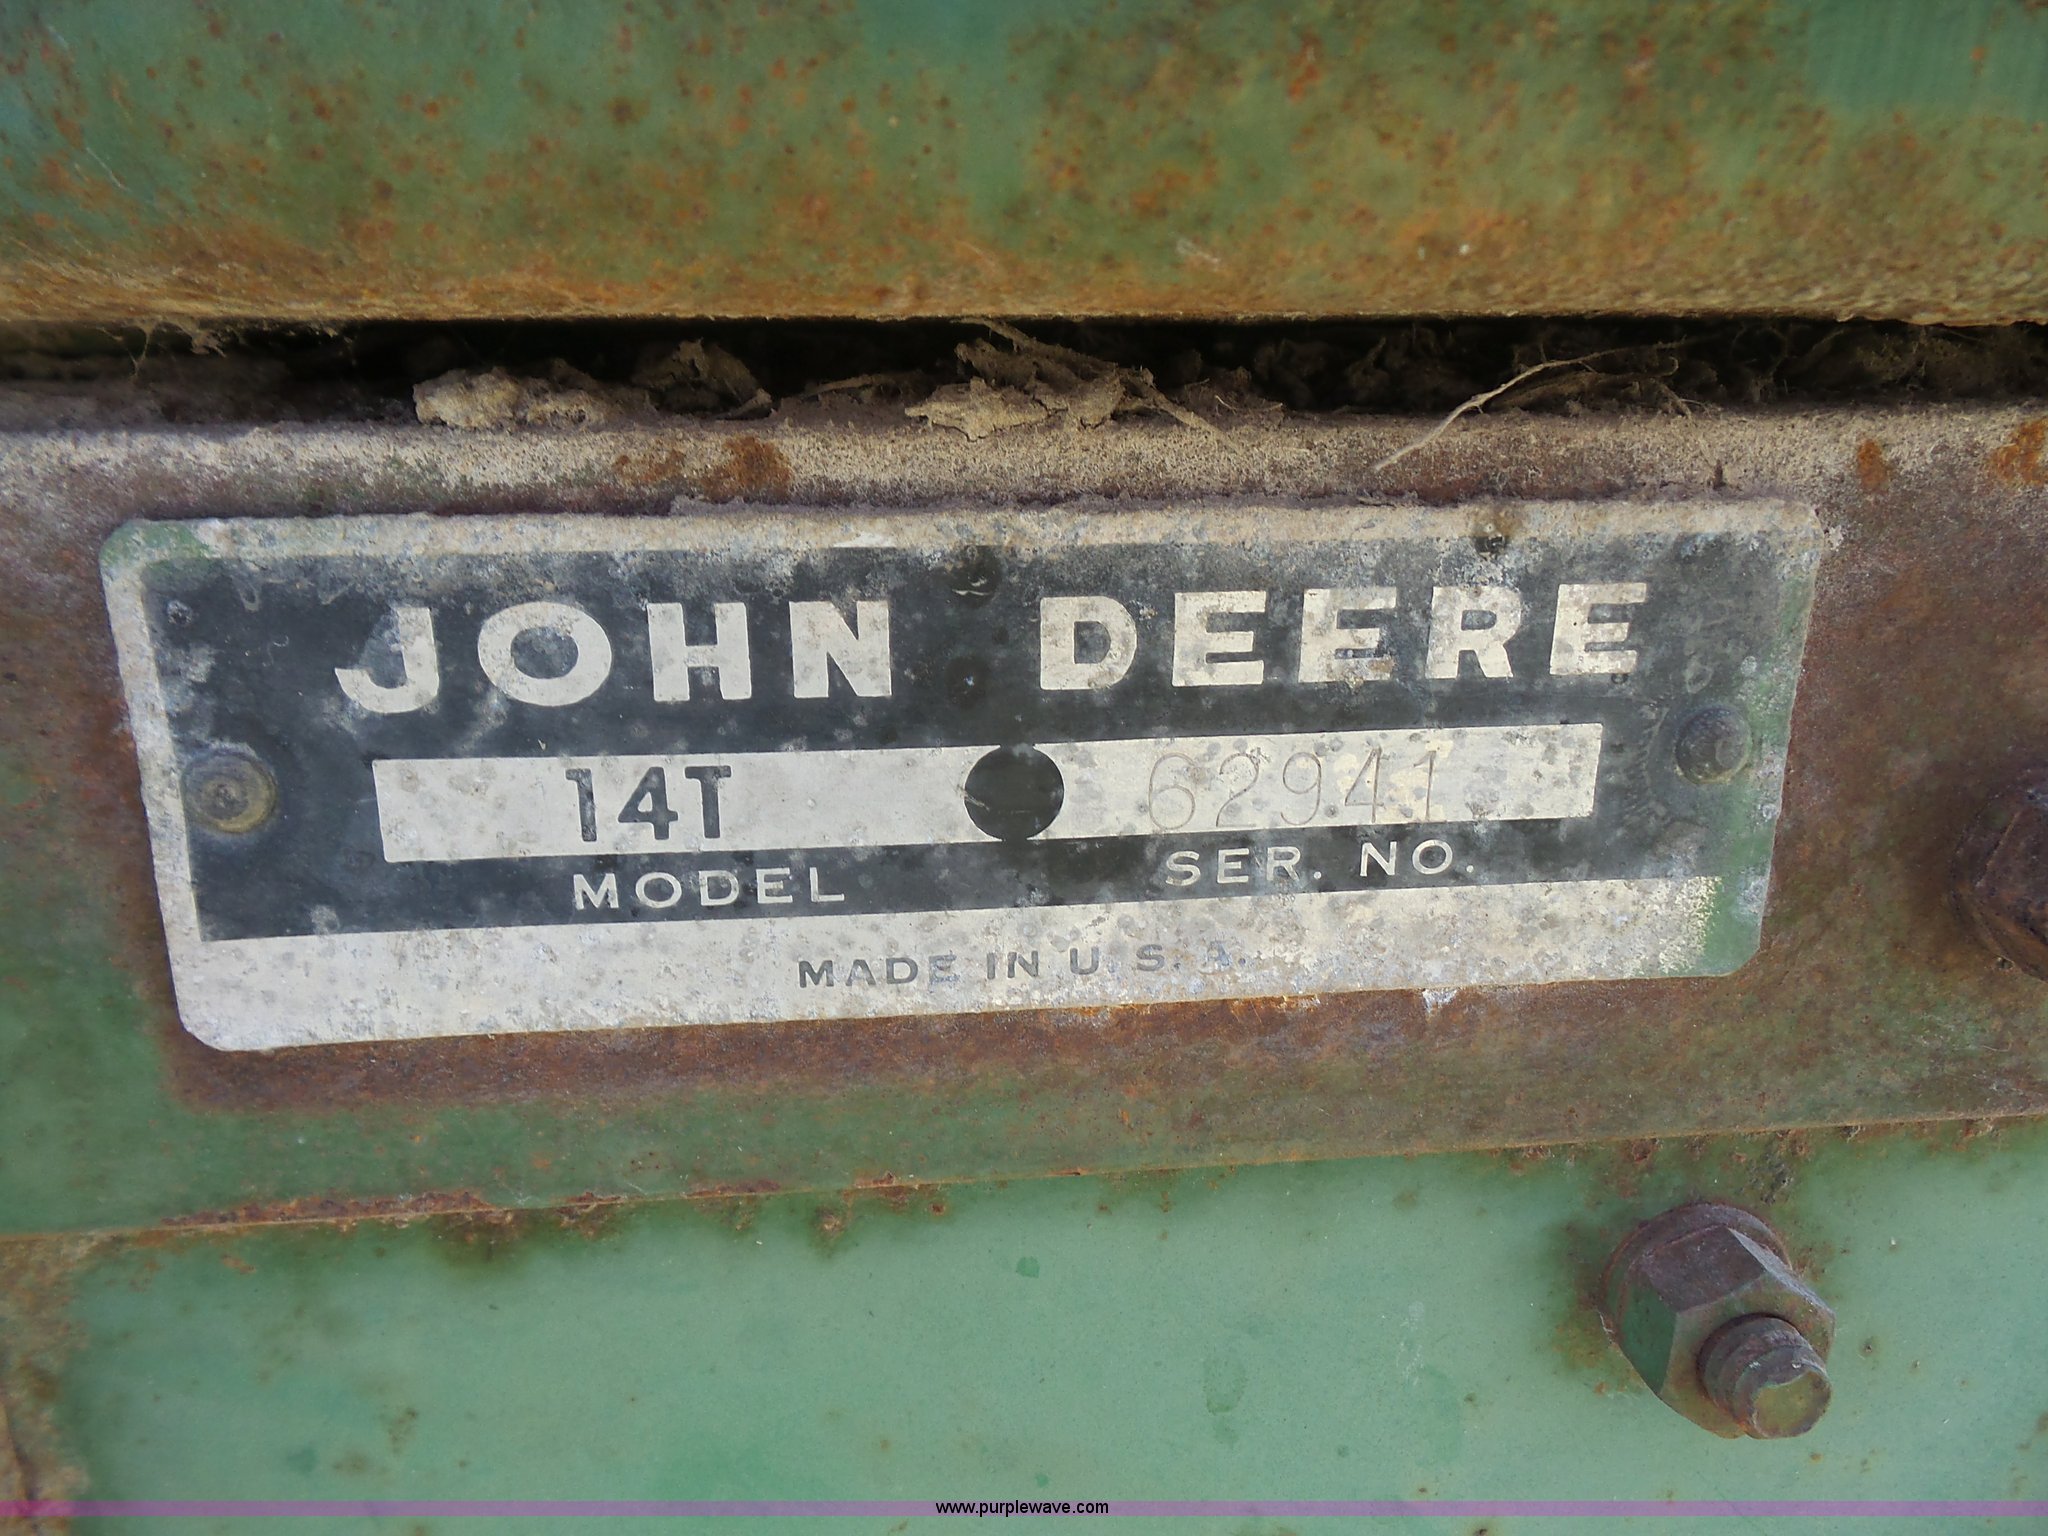 JOHN DEERE
14T 62941
MODEL SER. NO.
MADE IN U.S.A.
www.purplewave.com